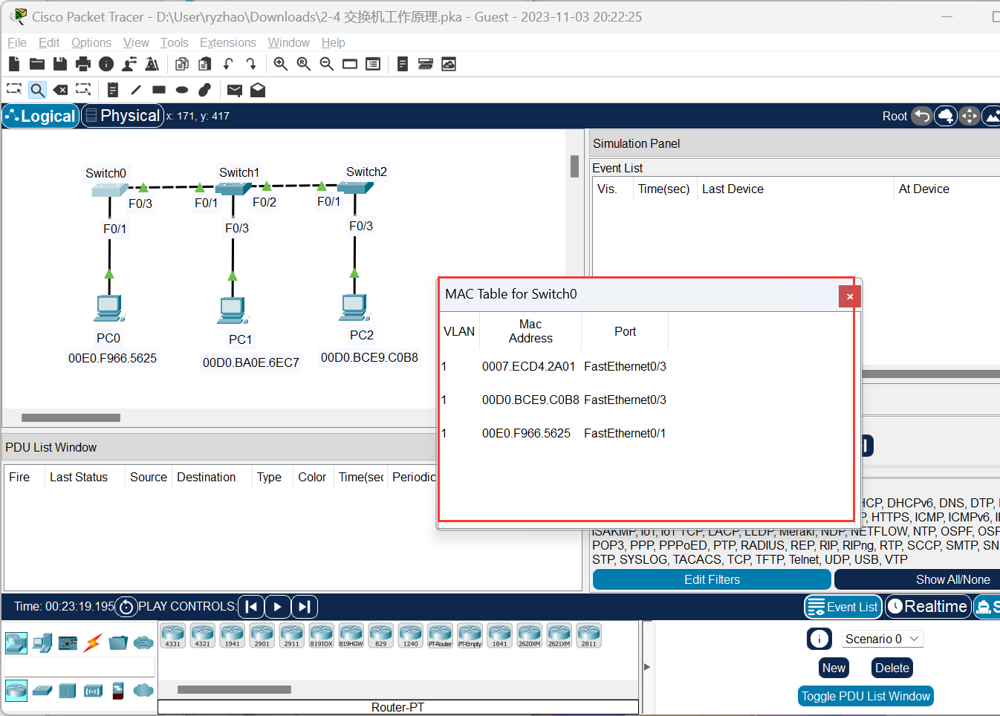 Cisco Packet Tracer - D:\User\ryzhao\Downloads\2-4 交换机工作原理.pka - Guest - 2023-11-03 20:22:25
File Edit Options View Tools Extensions Window Help
Logical Physical x: 171, y: 417 Root
Simulation Panel
Event List
Vis. Time(sec) Last Device At Device
Switch0 Switch1 Switch2
F0/3 F0/1 F0/2 F0/1
F0/1 F0/3 F0/3
PC0 PC1 PC2
00E0.F966.5625 00D0.BA0E.6EC7 00D0.BCE9.C0B8
MAC Table for Switch0
VLAN Mac Address Port
1 0007.ECD4.2A01 FastEthernet0/3
1 00D0.BCE9.C0B8 FastEthernet0/3
1 00E0.F966.5625 FastEthernet0/1
PDU List Window
Fire Last Status Source Destination Type Color Time(sec Periodic
HCP, DHCPv6, DNS, DTP,
P, HTTPS, ICMP, ICMPv6,
ISAKMP, IoT, IoT TCP, LACP, LLDP, Meraki, NDP, NETFLOW, NTP, OSPF, OSF
POP3, PPP, PPPoED, PTP, RADIUS, REP, RIP, RIPng, RTP, SCCP, SMTP, SN
STP, SYSLOG, TACACS, TCP, TFTP, Telnet, UDP, USB, VTP
Edit Filters Show All/None
Time: 00:23:19.195 PLAY CONTROLS: Event List Realtime S
4331 4321 1941 2901 2911 819IOX 819HGW 829 1240 PT-Router PT-Empty 1841 2620XM 2621XM 2811
Scenario 0
New Delete
Toggle PDU List Window
Router-PT